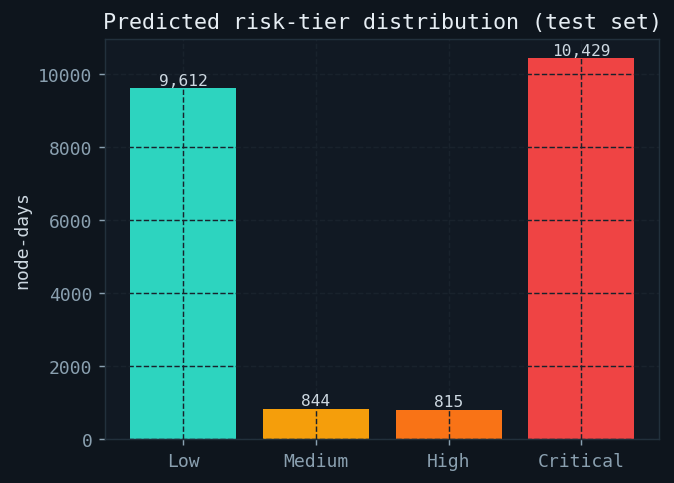 Predicted risk-tier distribution (test set)
10,429
9,612
844
815
10000
8000
6000
4000
2000
0
node-days
Low
Medium
High
Critical